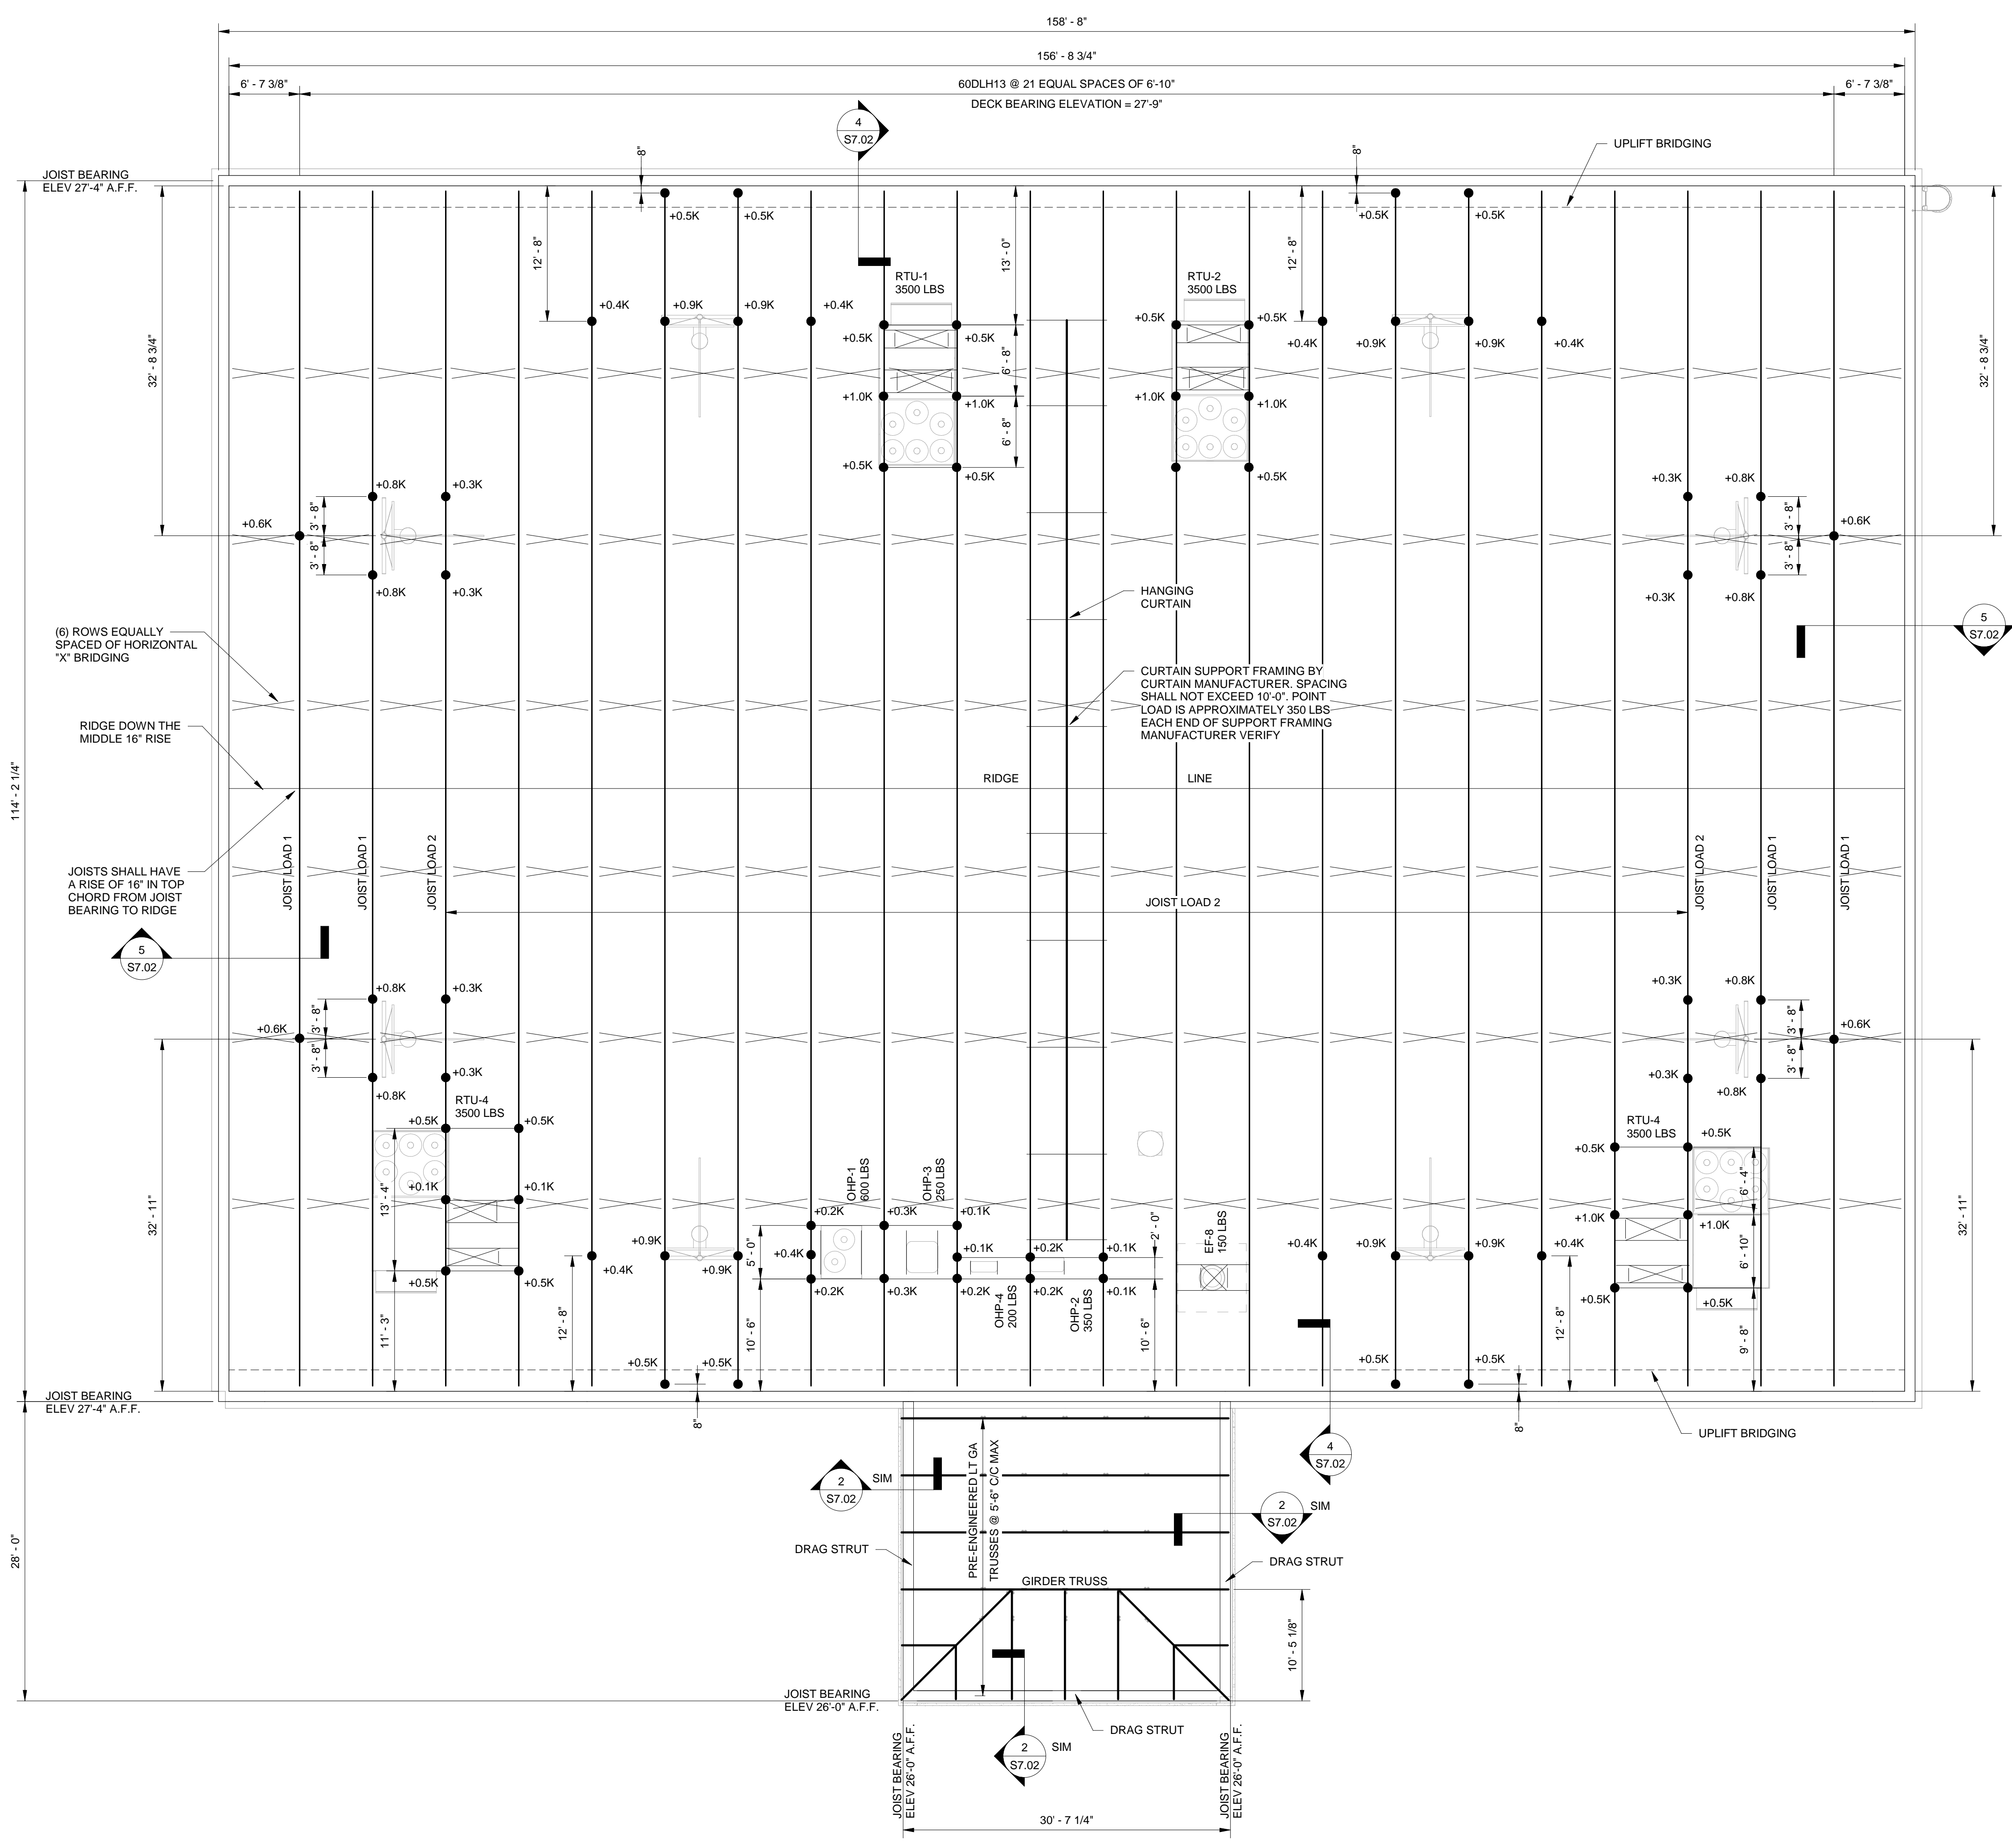 158' - 8"
156' - 8 3/4"
6' - 7 3/8"
60DLH13 @ 21 EQUAL SPACES OF 6'-10"
6' - 7 3/8"
DECK BEARING ELEVATION = 27'-9"
4
S7.02
UPLIFT BRIDGING
8"
8"
JOIST BEARING
ELEV 27'-4" A.F.F.
+0.5K
+0.5K
+0.5K
+0.5K
12' - 8"
13' - 0"
12' - 8"
RTU-1
3500 LBS
RTU-2
3500 LBS
+0.4K
+0.9K
+0.9K
+0.4K
+0.5K
+0.5K
+0.5K
+0.5K
+0.4K
+0.9K
+0.9K
+0.4K
32' - 8 3/4"
32' - 8 3/4"
6' - 8"
+1.0K
+1.0K
+1.0K
+1.0K
6' - 8"
+0.5K
+0.5K
+0.5K
+0.8K
+0.3K
+0.3K
+0.8K
+0.6K
3' - 8"
3' - 8"
+0.6K
3' - 8"
3' - 8"
+0.8K
+0.3K
+0.3K
+0.8K
HANGING
CURTAIN
5
S7.02
(6) ROWS EQUALLY
SPACED OF HORIZONTAL
"X" BRIDGING
CURTAIN SUPPORT FRAMING BY
CURTAIN MANUFACTURER. SPACING
SHALL NOT EXCEED 10'-0". POINT
LOAD IS APPROXIMATELY 350 LBS
EACH END OF SUPPORT FRAMING
MANUFACTURER VERIFY
RIDGE DOWN THE
MIDDLE 16" RISE
RIDGE
LINE
114' - 2 1/4"
JOISTS SHALL HAVE
A RISE OF 16" IN TOP
CHORD FROM JOIST
BEARING TO RIDGE
JOIST LOAD 1
JOIST LOAD 1
JOIST LOAD 2
JOIST LOAD 2
JOIST LOAD 2
JOIST LOAD 1
JOIST LOAD 1
5
S7.02
+0.8K
+0.3K
+0.3K
+0.8K
+0.6K
3' - 8"
3' - 8"
+0.6K
3' - 8"
3' - 8"
+0.8K
+0.3K
+0.3K
+0.8K
RTU-4
3500 LBS
+0.5K
+0.5K
RTU-4
3500 LBS
+0.5K
+0.5K
13' - 4"
+0.1K
+0.1K
OHP-1
600 LBS
OHP-3
250 LBS
6' - 4"
32' - 11"
32' - 11"
+0.2K
+0.3K
+0.1K
+1.0K
+1.0K
+0.9K
+0.4K
5' - 0"
+0.1K
+0.2K
+0.1K
2' - 0"
EF-8
150 LBS
+0.4K
+0.9K
+0.9K
+0.4K
6' - 10"
+0.5K
+0.5K
+0.4K
+0.9K
+0.2K
+0.3K
+0.2K
+0.2K
+0.1K
+0.5K
+0.5K
OHP-4
200 LBS
OHP-2
350 LBS
11' - 3"
12' - 8"
10' - 6"
10' - 6"
12' - 8"
9' - 8"
+0.5K
+0.5K
+0.5K
+0.5K
JOIST BEARING
ELEV 27'-4" A.F.F.
8"
8"
UPLIFT BRIDGING
4
S7.02
2
S7.02
SIM
2
S7.02
SIM
PRE-ENGINEERED LT GA
TRUSSES @ 5'-6" C/C MAX
28' - 0"
DRAG STRUT
DRAG STRUT
GIRDER TRUSS
10' - 5 1/8"
JOIST BEARING
ELEV 26'-0" A.F.F.
DRAG STRUT
2
S7.02
SIM
JOIST BEARING
ELEV 26'-0" A.F.F.
JOIST BEARING
ELEV 26'-0" A.F.F.
30' - 7 1/4"